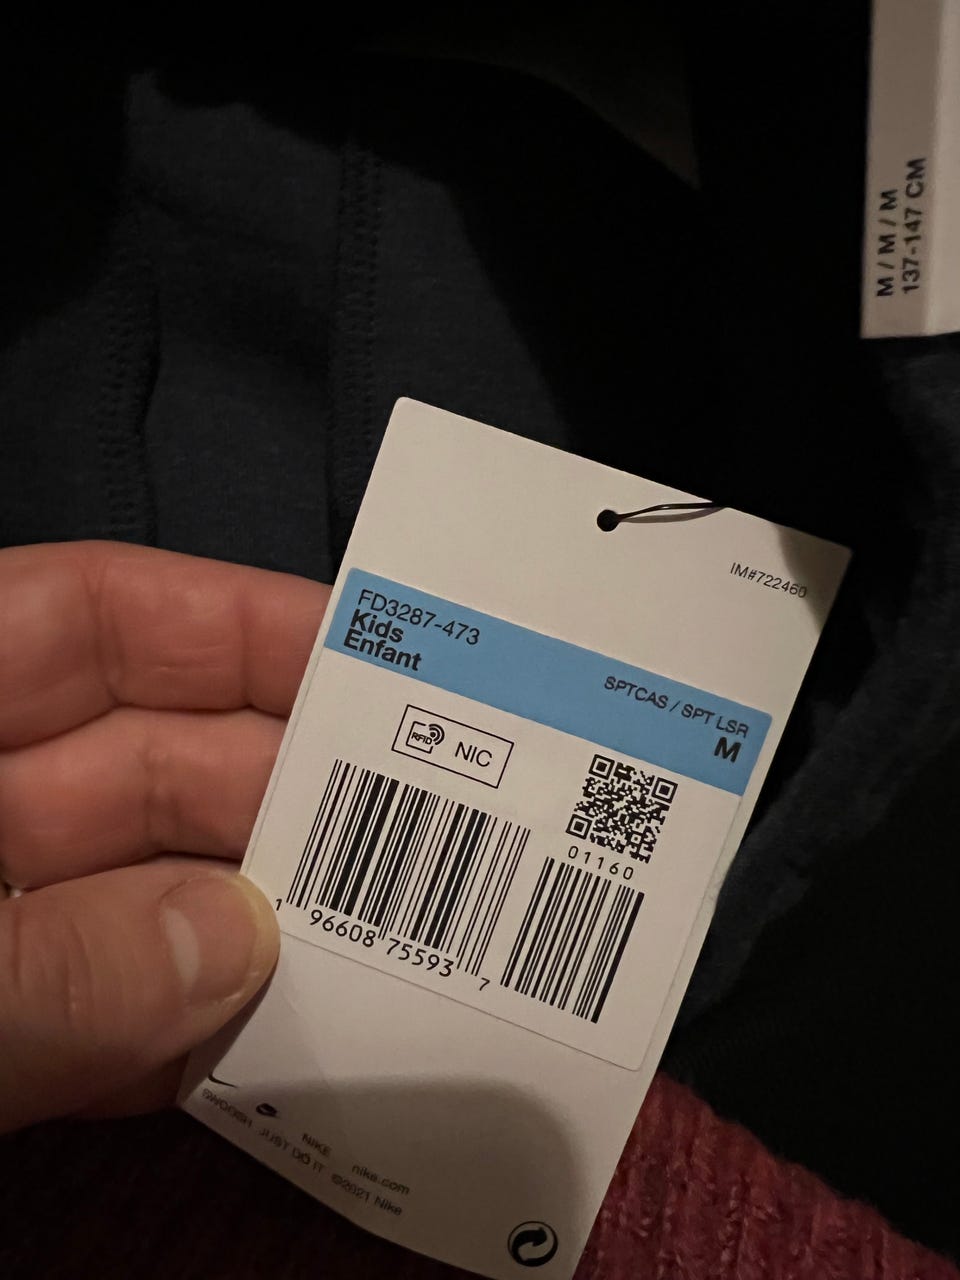 M / M / M
137-147 CM
IM#722460
FD3287-473
Kids
Enfant
SPTCAS / SPT LSR
M
RFID NIC
01160
1 96608 75593 7
NIKE nike.com
SWOOSH JUST DO IT ©2021 Nike